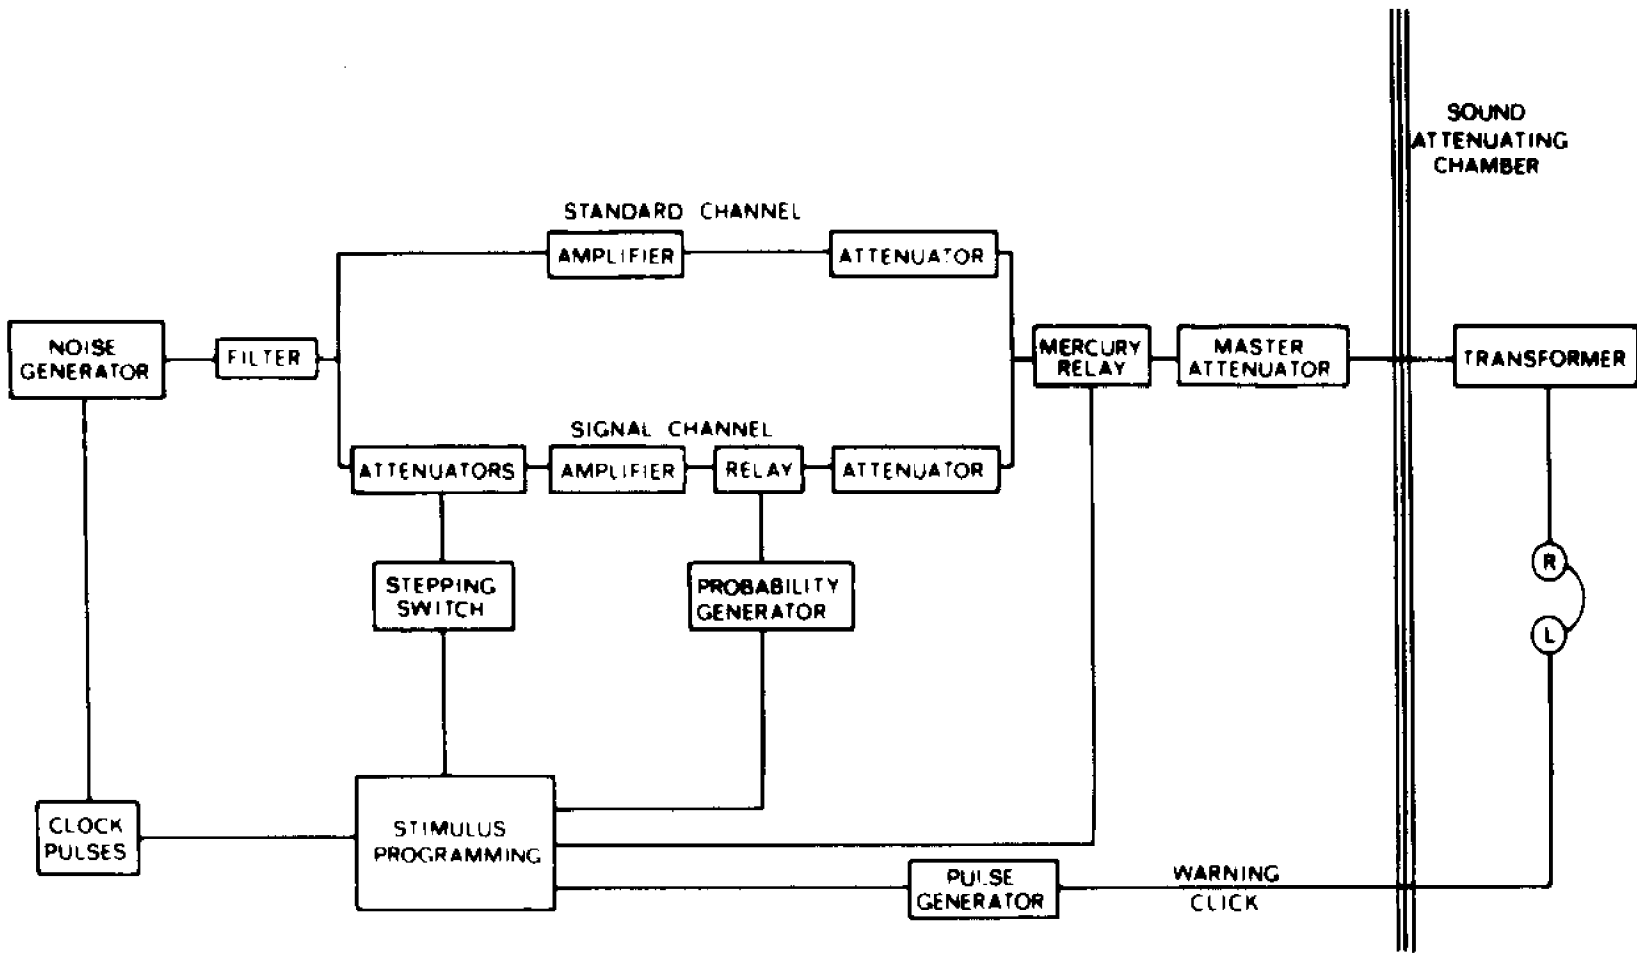 SOUND
ATTENUATING
CHAMBER
STANDARD CHANNEL
AMPLIFIER
ATTENUATOR
NOISE
GENERATOR
FILTER
MERCURY
RELAY
MASTER
ATTENUATOR
TRANSFORMER
SIGNAL CHANNEL
ATTENUATORS
AMPLIFIER
RELAY
ATTENUATOR
STEPPING
SWITCH
PROBABILITY
GENERATOR
R
L
CLOCK
PULSES
STIMULUS
PROGRAMMING
PULSE
GENERATOR
WARNING
CLICK